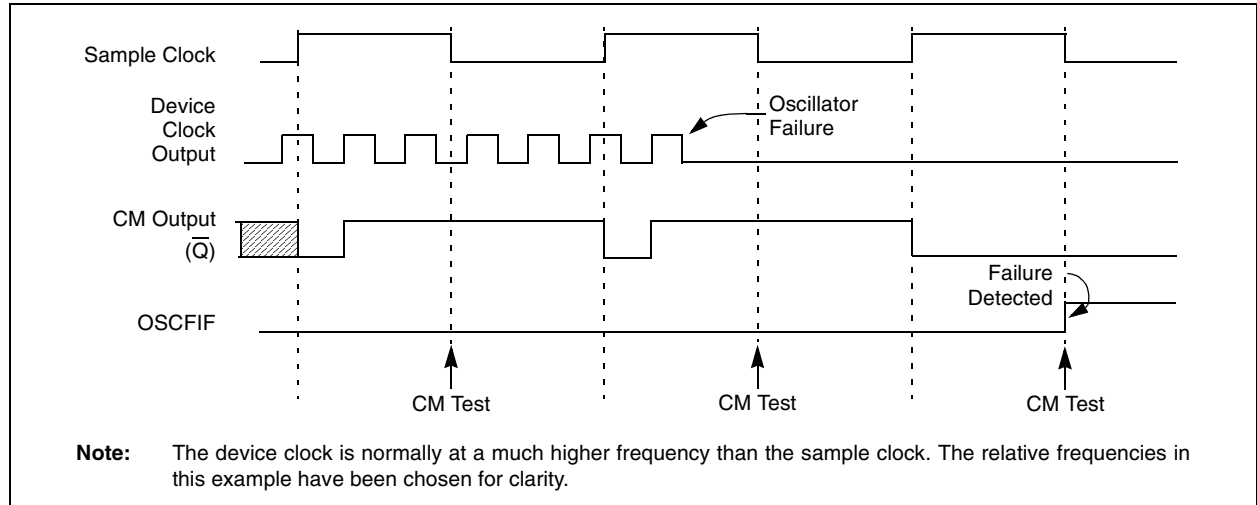 Sample Clock
Device
Clock
Output
Oscillator
Failure
CM Output
(Q̅)
Failure
Detected
OSCFIF
CM Test
CM Test
CM Test
Note: The device clock is normally at a much higher frequency than the sample clock. The relative frequencies in
this example have been chosen for clarity.